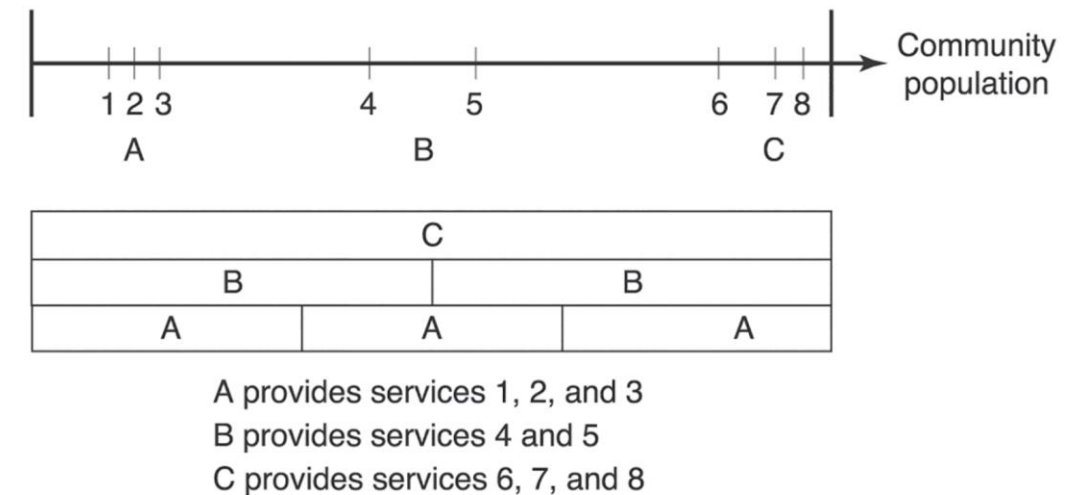 Community
population
1 2 3 4 5 6 7 8
A B C
C
B B
A A A
A provides services 1, 2, and 3
B provides services 4 and 5
C provides services 6, 7, and 8